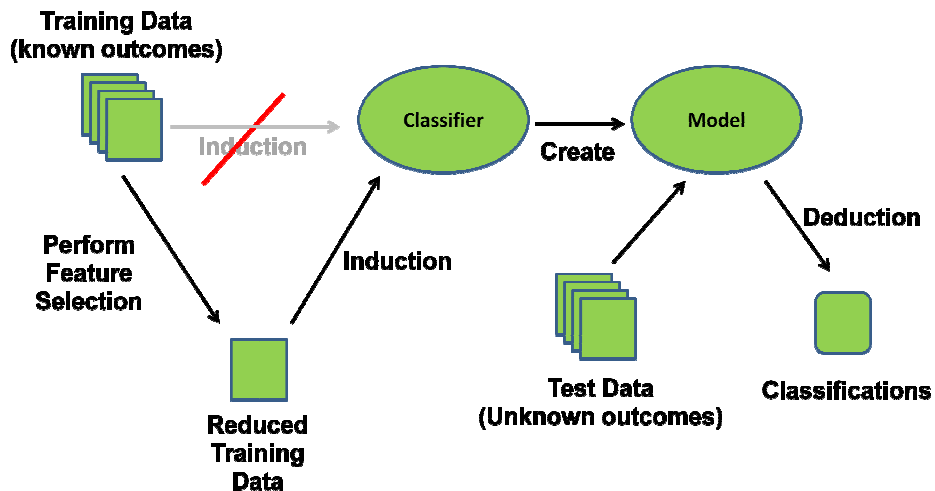 Training Data
(known outcomes)
Induction
Classifier
Create
Model
Perform
Feature
Selection
Induction
Deduction
Reduced
Training
Data
Test Data
(Unknown outcomes)
Classifications